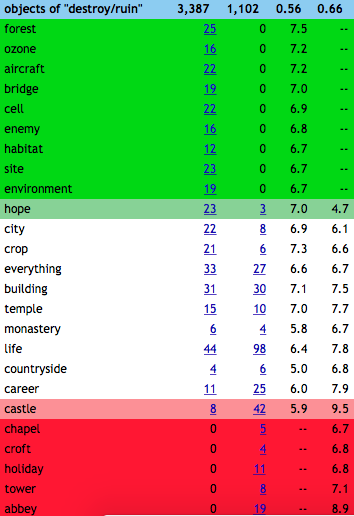 objects of "destroy/ruin" 3,387 1,102 0.56 0.66
forest 25 0 7.5 --
ozone 16 0 7.2 --
aircraft 22 0 7.2 --
bridge 19 0 7.0 --
cell 22 0 6.9 --
enemy 16 0 6.8 --
habitat 12 0 6.7 --
site 23 0 6.7 --
environment 19 0 6.7 --
hope 23 3 7.0 4.7
city 22 8 6.9 6.1
crop 21 6 7.3 6.6
everything 33 27 6.6 6.7
building 31 30 7.1 7.5
temple 15 10 7.0 7.7
monastery 6 4 5.8 6.7
life 44 98 6.4 7.8
countryside 4 6 5.0 6.8
career 11 25 6.0 7.9
castle 8 42 5.9 9.5
chapel 0 5 -- 6.7
croft 0 4 -- 6.8
holiday 0 11 -- 6.8
tower 0 8 -- 7.1
abbey 0 19 -- 8.9